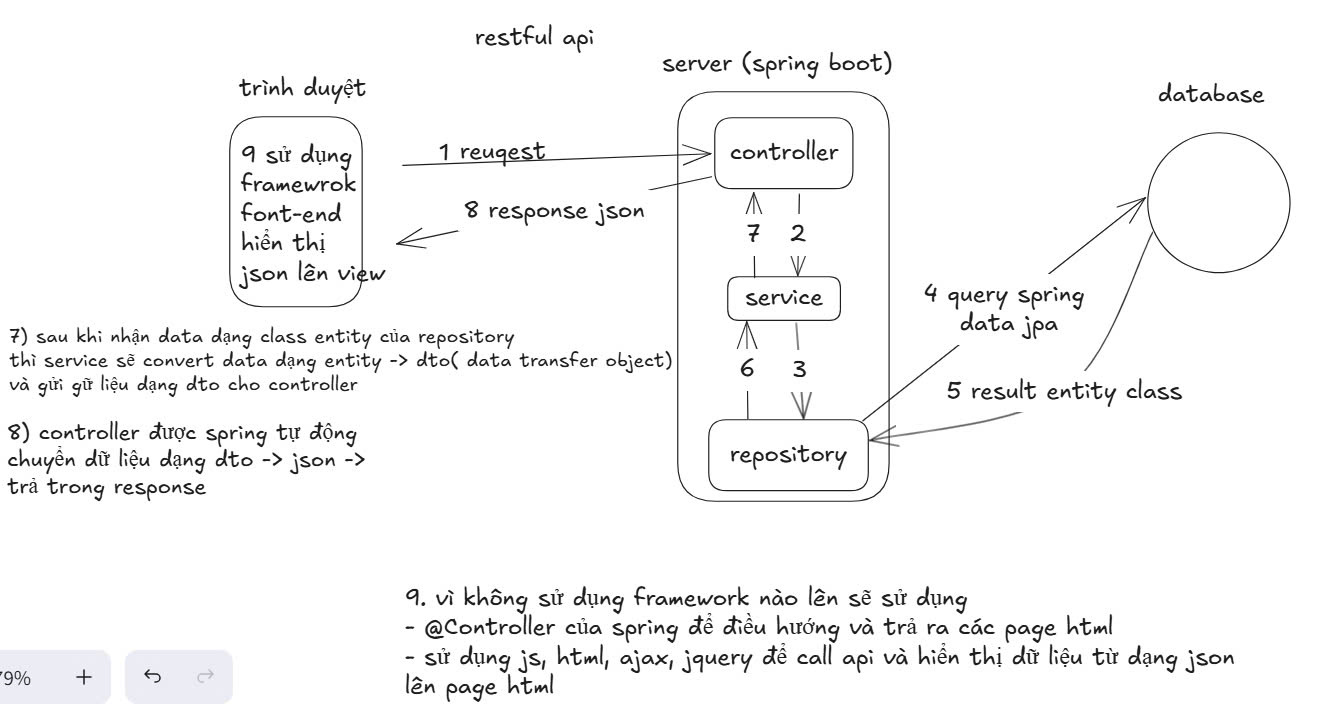 restful api
server (spring boot)
trình duyệt
database
9 sử dụng
framewrok
font-end
hiển thị
json lên view
1 reuqest
8 response json
controller
7
2
service
6
3
repository
4 query spring
data jpa
5 result entity class
7) sau khi nhận data dạng class entity của repository
thì service sẽ convert data dạng entity -> dto( data transfer object)
và gửi gữ liệu dạng dto cho controller
8) controller được spring tự động
chuyển dữ liệu dạng dto -> json ->
trả trong response
9. vì không sử dụng framework nào lên sẽ sử dụng
- @Controller của spring để điều hướng và trả ra các page html
- sử dụng js, html, ajax, jquery để call api và hiển thị dữ liệu từ dạng json
lên page html
79%